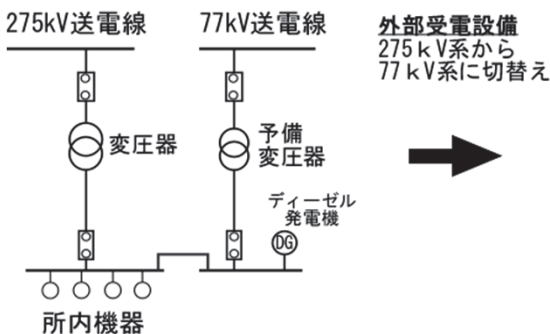 275kV送電線
77kV送電線
外部受電設備
275kV系から
77kV系に切替え
変圧器
予備
変圧器
ディーゼル
発電機
DG
所内機器